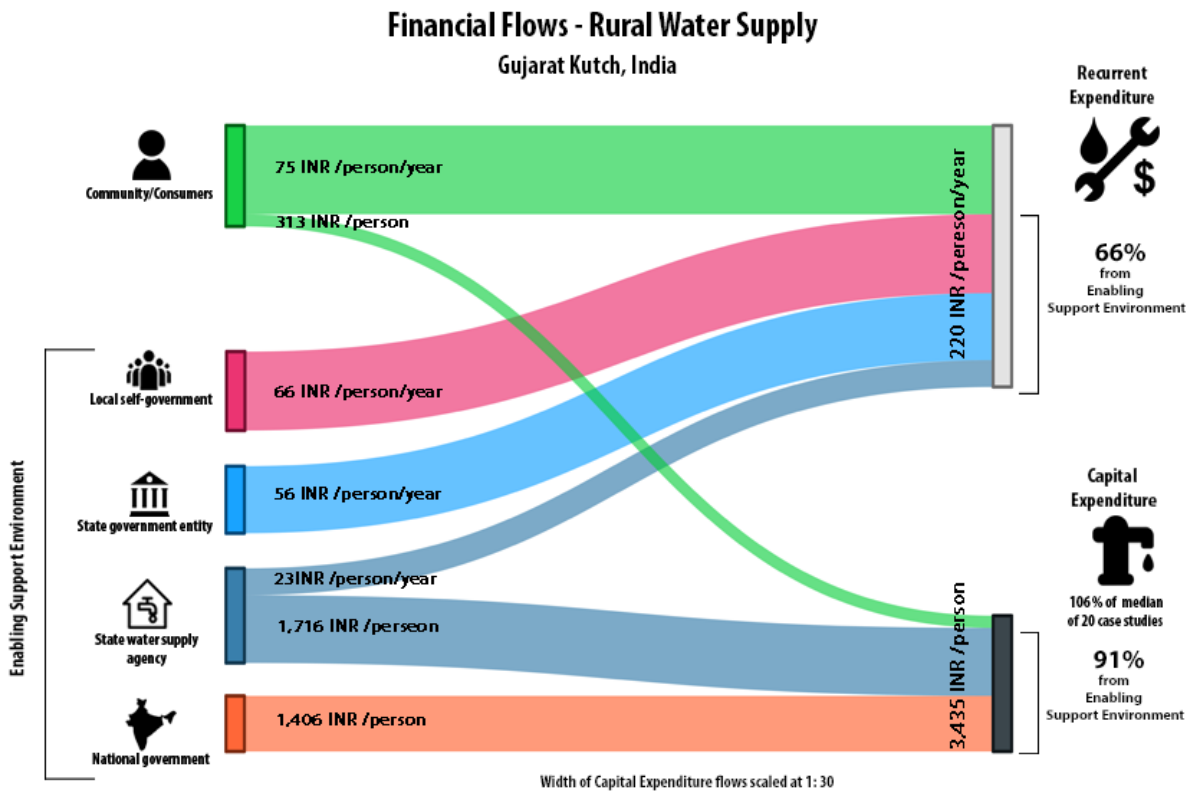 Financial Flows - Rural Water Supply
Gujarat Kutch, India
Recurrent
Expenditure
Community/Consumers
75 INR /person/year
313 INR /person
220 INR /pereson/year
$
66%
from
Enabling
Support Environment
Enabling Support Environment
Local self-government
66 INR /person/year
State government entity
56 INR /person/year
State water supply
agency
23INR /person/year
1,716 INR /perseon
National government
1,406 INR /person
3,435 INR /person
Capital
Expenditure
106% of median
of 20 case studies
91%
from
Enabling
Support Environment
Width of Capital Expenditure flows scaled at 1: 30